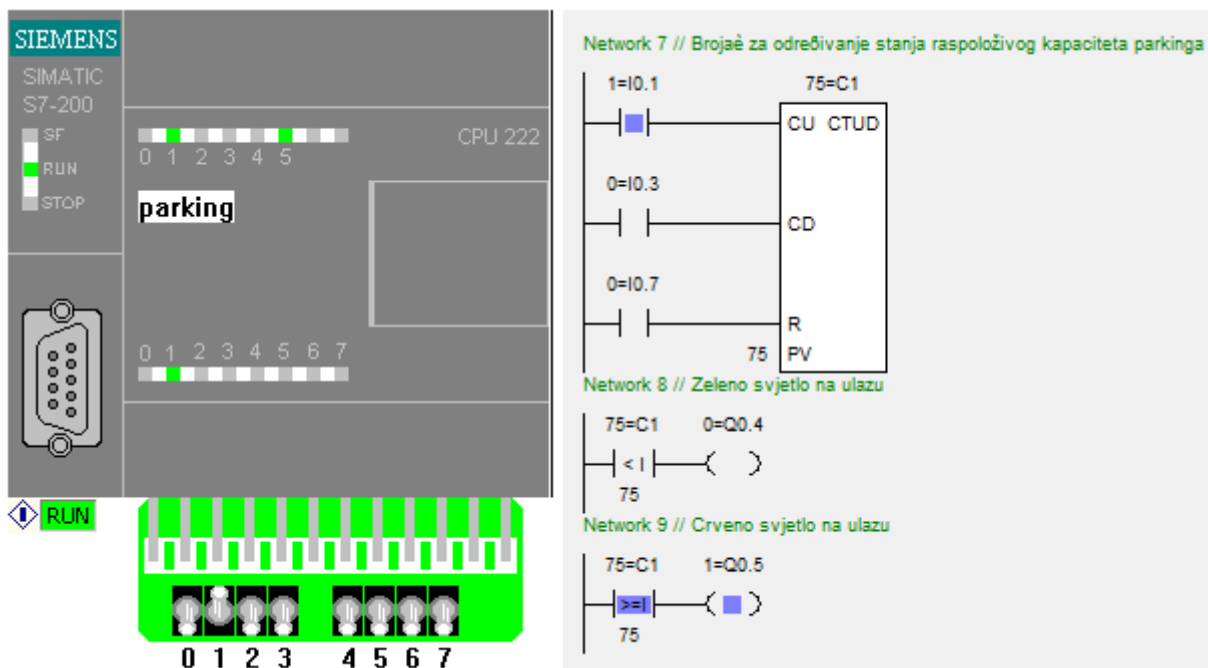 SIEMENS
SIMATIC
S7-200
SF
RUN
STOP
CPU 222
0 1 2 3 4 5
parking
0 1 2 3 4 5 6 7
RUN
0 1 2 3 4 5 6 7
Network 7 // Brojaè za odreðivanje stanja raspoloživog kapaciteta parkinga
1=I0.1 75=C1
CU CTUD
0=I0.3
CD
0=I0.7
R
75 PV
Network 8 // Zeleno svjetlo na ulazu
75=C1 0=Q0.4
< I
75
Network 9 // Crveno svjetlo na ulazu
75=C1 1=Q0.5
>=I
75